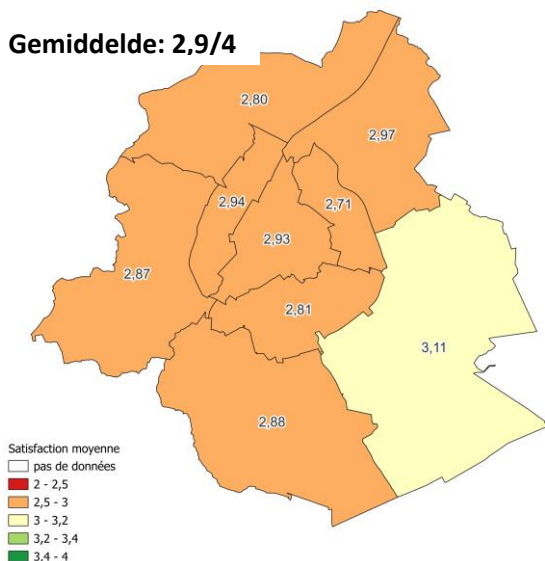 Gemiddelde: 2,9/4
2,80
2,97
2,94
2,71
2,93
2,87
2,81
3,11
2,88
Satisfaction moyenne
pas de données
2 - 2,5
2,5 - 3
3 - 3,2
3,2 - 3,4
3,4 - 4